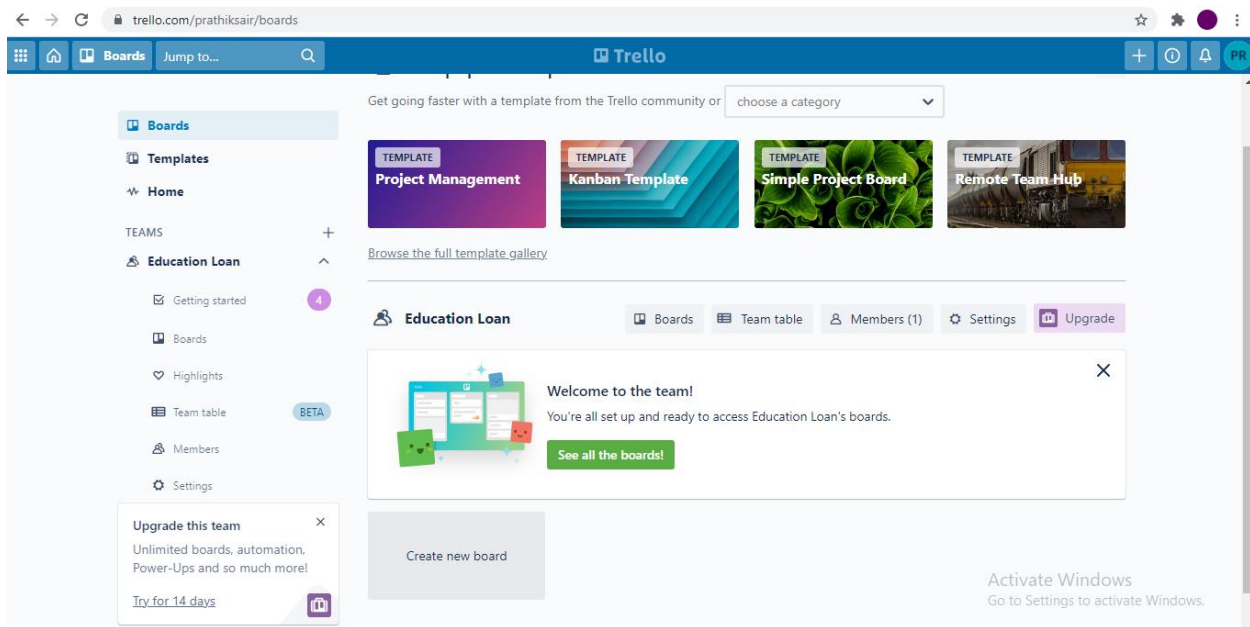 trello.com/prathiksair/boards
Boards
Jump to...
Trello
PR
Get going faster with a template from the Trello community or
choose a category
Boards
Templates
Home
TEAMS
Education Loan
Getting started
4
Boards
Highlights
Team table
BETA
Members
Settings
Upgrade this team
Unlimited boards, automation,
Power-Ups and so much more!
Try for 14 days
TEMPLATE
Project Management
TEMPLATE
Kanban Template
TEMPLATE
Simple Project Board
TEMPLATE
Remote Team Hub
Browse the full template gallery
Education Loan
Boards
Team table
Members (1)
Settings
Upgrade
Welcome to the team!
You're all set up and ready to access Education Loan's boards.
See all the boards!
Create new board
Activate Windows
Go to Settings to activate Windows.